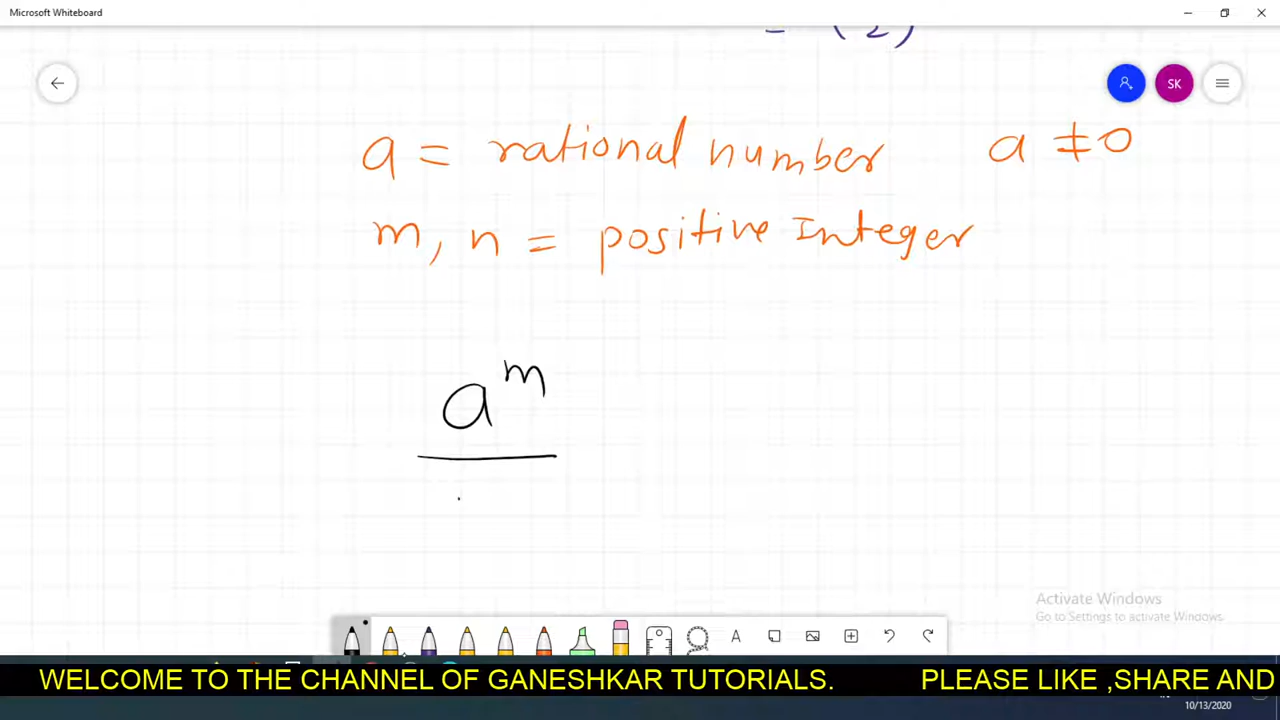 Microsoft Whiteboard
= (2)
SK
a = rational number a ≠ 0
m, n = positive Integer
a^m
Activate Windows
Go to Settings to activate Windows.
A
WELCOME TO THE CHANNEL OF GANESHKAR TUTORIALS. PLEASE LIKE ,SHARE AND
10/13/2020